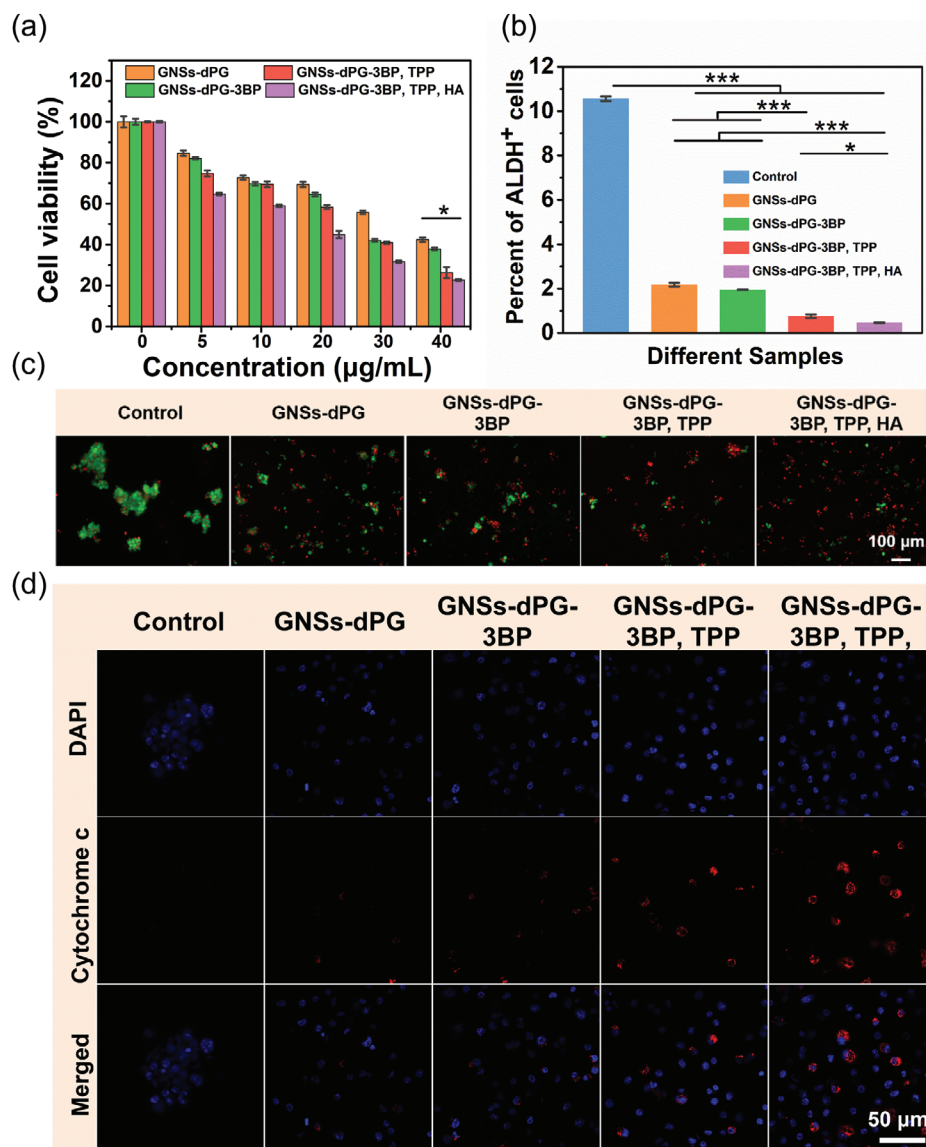 (a)
GNSs-dPG
GNSs-dPG-3BP, TPP
GNSs-dPG-3BP
GNSs-dPG-3BP, TPP, HA
Cell viability (%)
120
100
80
60
40
20
0
*
0
5
10
20
30
40
Concentration (µg/mL)
(b)
Percent of ALDH⁺ cells
12
10
8
6
4
2
0
***
***
***
*
Control
GNSs-dPG
GNSs-dPG-3BP
GNSs-dPG-3BP, TPP
GNSs-dPG-3BP, TPP, HA
Different Samples
(c)
Control
GNSs-dPG
GNSs-dPG-
3BP
GNSs-dPG-
3BP, TPP
GNSs-dPG-
3BP, TPP, HA
100 µm
(d)
Control
GNSs-dPG
GNSs-dPG-
3BP
GNSs-dPG-
3BP, TPP
GNSs-dPG-
3BP, TPP,
DAPI
Cytochrome c
Merged
50 µm